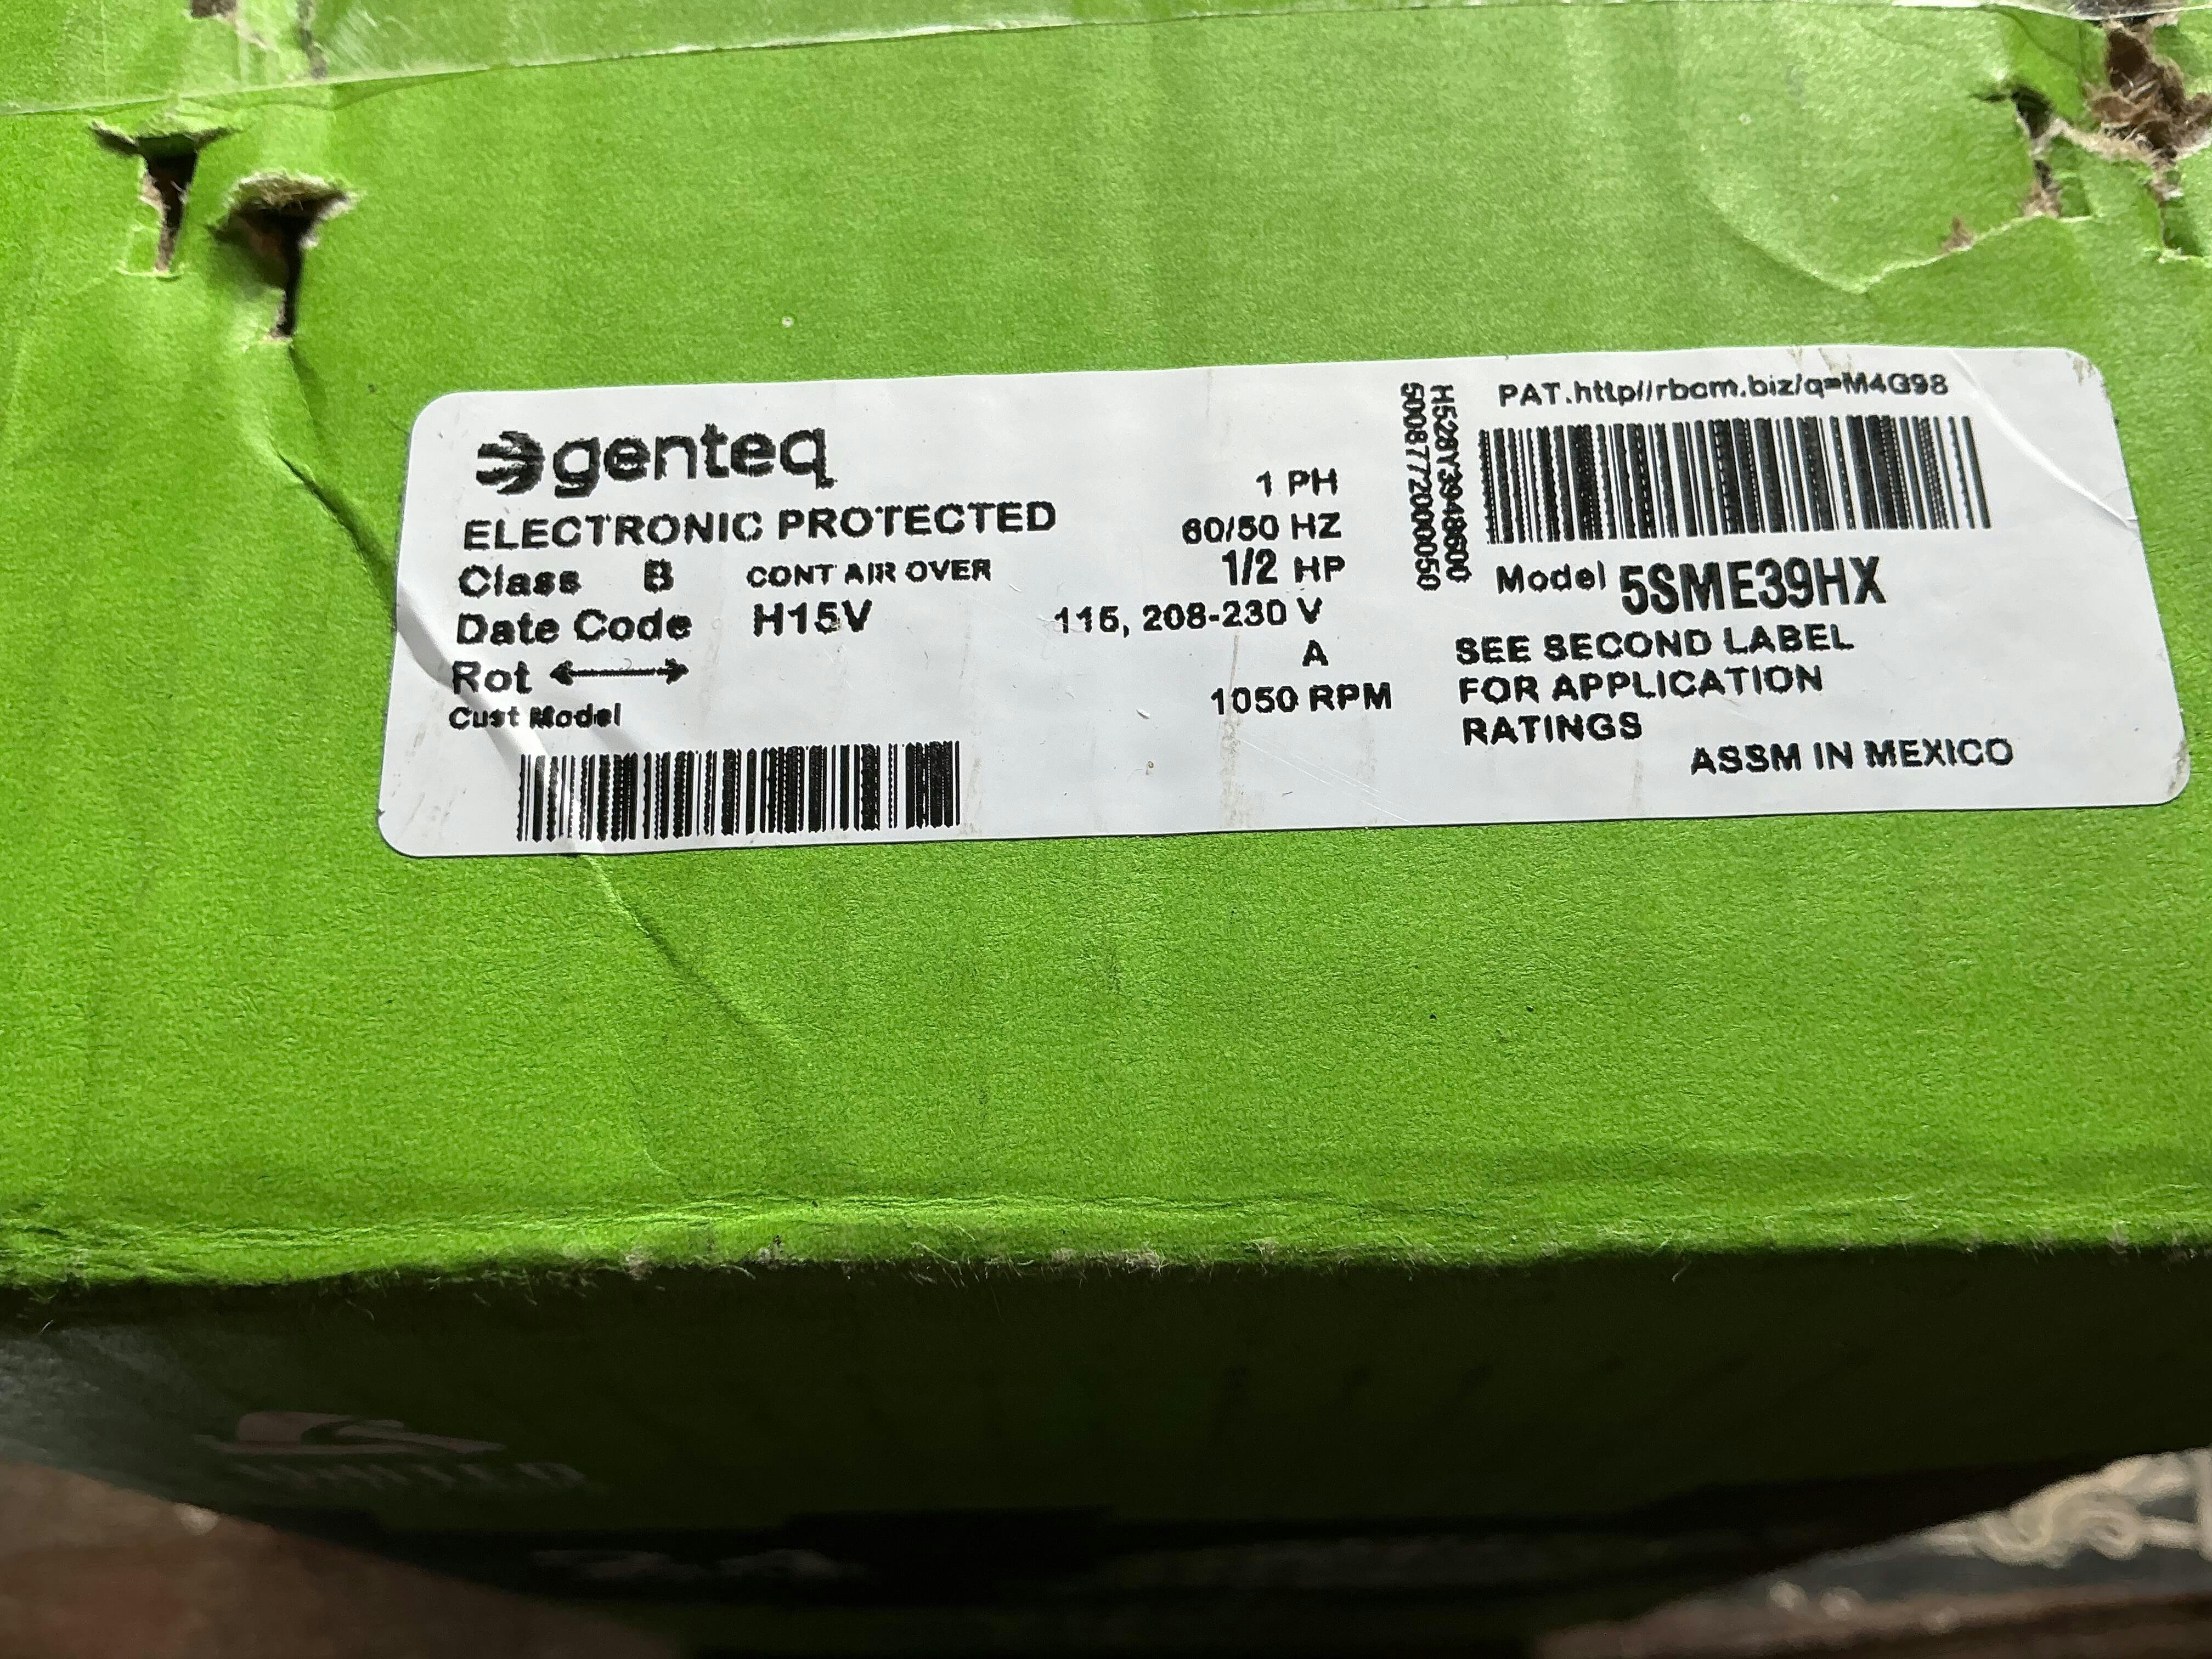 genteq
ELECTRONIC PROTECTED
Class B CONT AIR OVER
Date Code H15V
Rot
Cust Model
1 PH
60/50 HZ
1/2 HP
115, 208-230 V
A
1050 RPM
H528Y3948600
5008772000050
PAT.http//rbcm.biz/q=M4G98
Model 5SME39HX
SEE SECOND LABEL
FOR APPLICATION
RATINGS
ASSM IN MEXICO